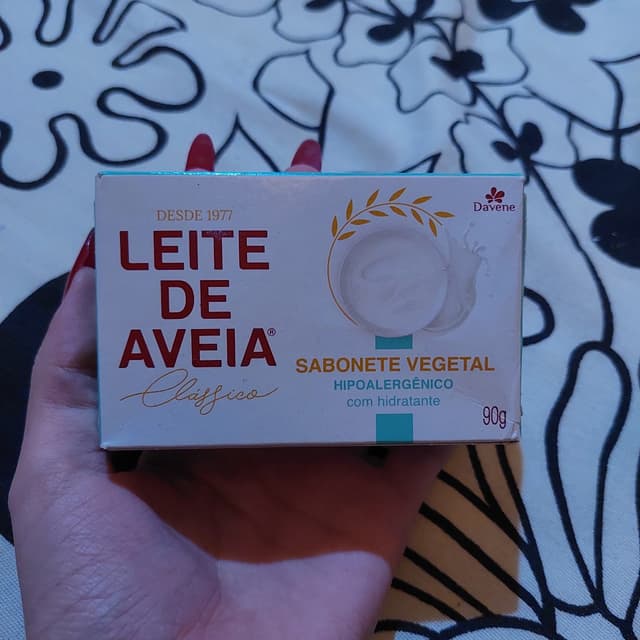 DESDE 1977
LEITE
DE
AVEIA®
Clássico
Davene
SABONETE VEGETAL
HIPOALERGÊNICO
com hidratante
90g